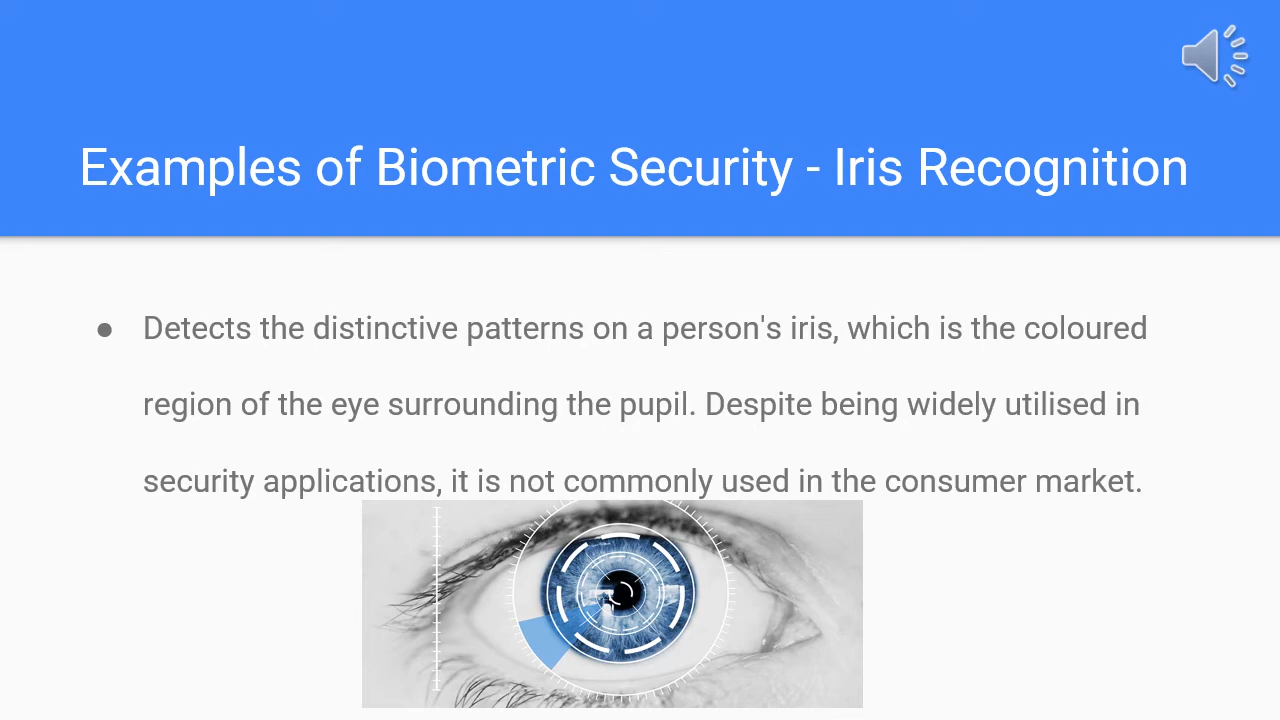 Examples of Biometric Security - Iris Recognition
● Detects the distinctive patterns on a person's iris, which is the coloured
region of the eye surrounding the pupil. Despite being widely utilised in
security applications, it is not commonly used in the consumer market.